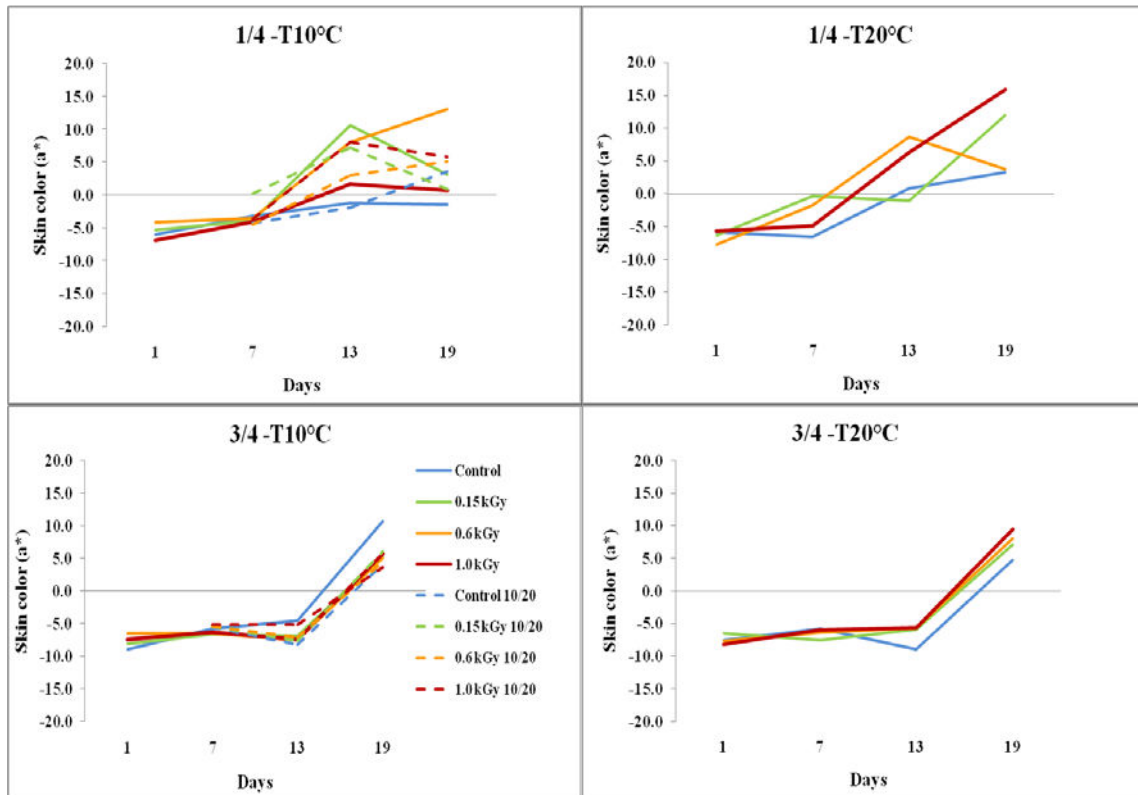 1/4 -T10°C
20.0
15.0
10.0
5.0
0.0
-5.0
-10.0
-15.0
-20.0
Skin color (a*)
1 7 13 19
Days
1/4 -T20°C
20.0
15.0
10.0
5.0
0.0
-5.0
-10.0
-15.0
-20.0
Skin color (a*)
1 7 13 19
Days
3/4 -T10°C
20.0
15.0
10.0
5.0
0.0
-5.0
-10.0
-15.0
-20.0
Skin color (a*)
Control
0.15kGy
0.6kGy
1.0kGy
Control 10/20
0.15kGy 10/20
0.6kGy 10/20
1.0kGy 10/20
1 7 13 19
Days
3/4 -T20°C
20.0
15.0
10.0
5.0
0.0
-5.0
-10.0
-15.0
-20.0
Skin color (a*)
1 7 13 19
Days